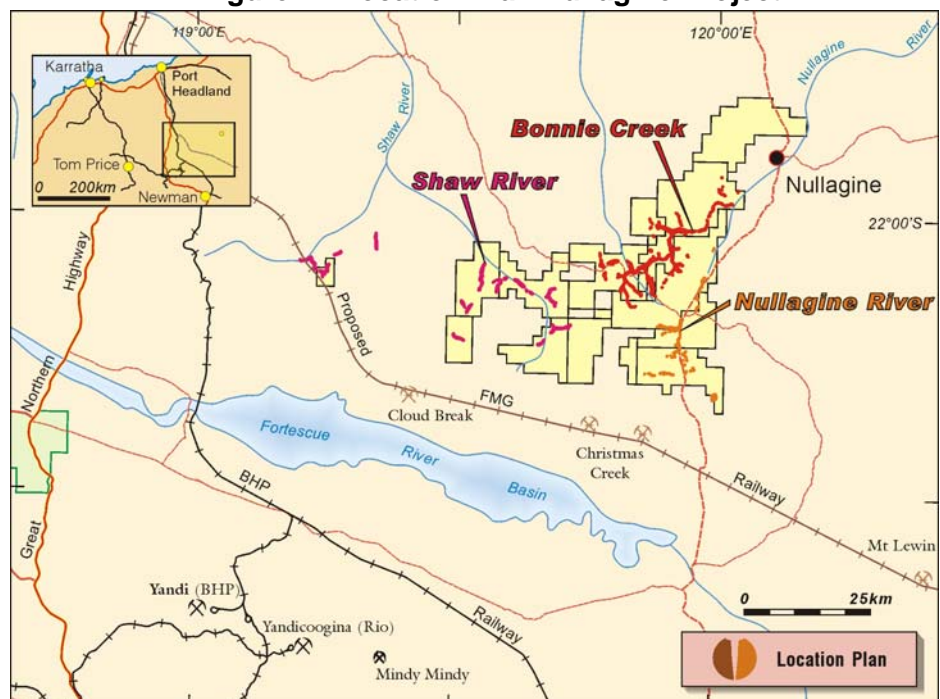 119°00'E
120°00'E
Karratha
Port
Headland
Tom Price
0 200km
Newman
Shaw River
Nullagine River
Bonnie Creek
Shaw River
Nullagine
22°00'S
Highway
Northern
Great
Proposed
FMG
Railway
Nullagine River
Cloud Break
Christmas
Creek
Fortescue
River
Basin
BHP
Railway
Mt Lewin
Yandi (BHP)
Yandicoogina (Rio)
Mindy Mindy
0 25km
Location Plan